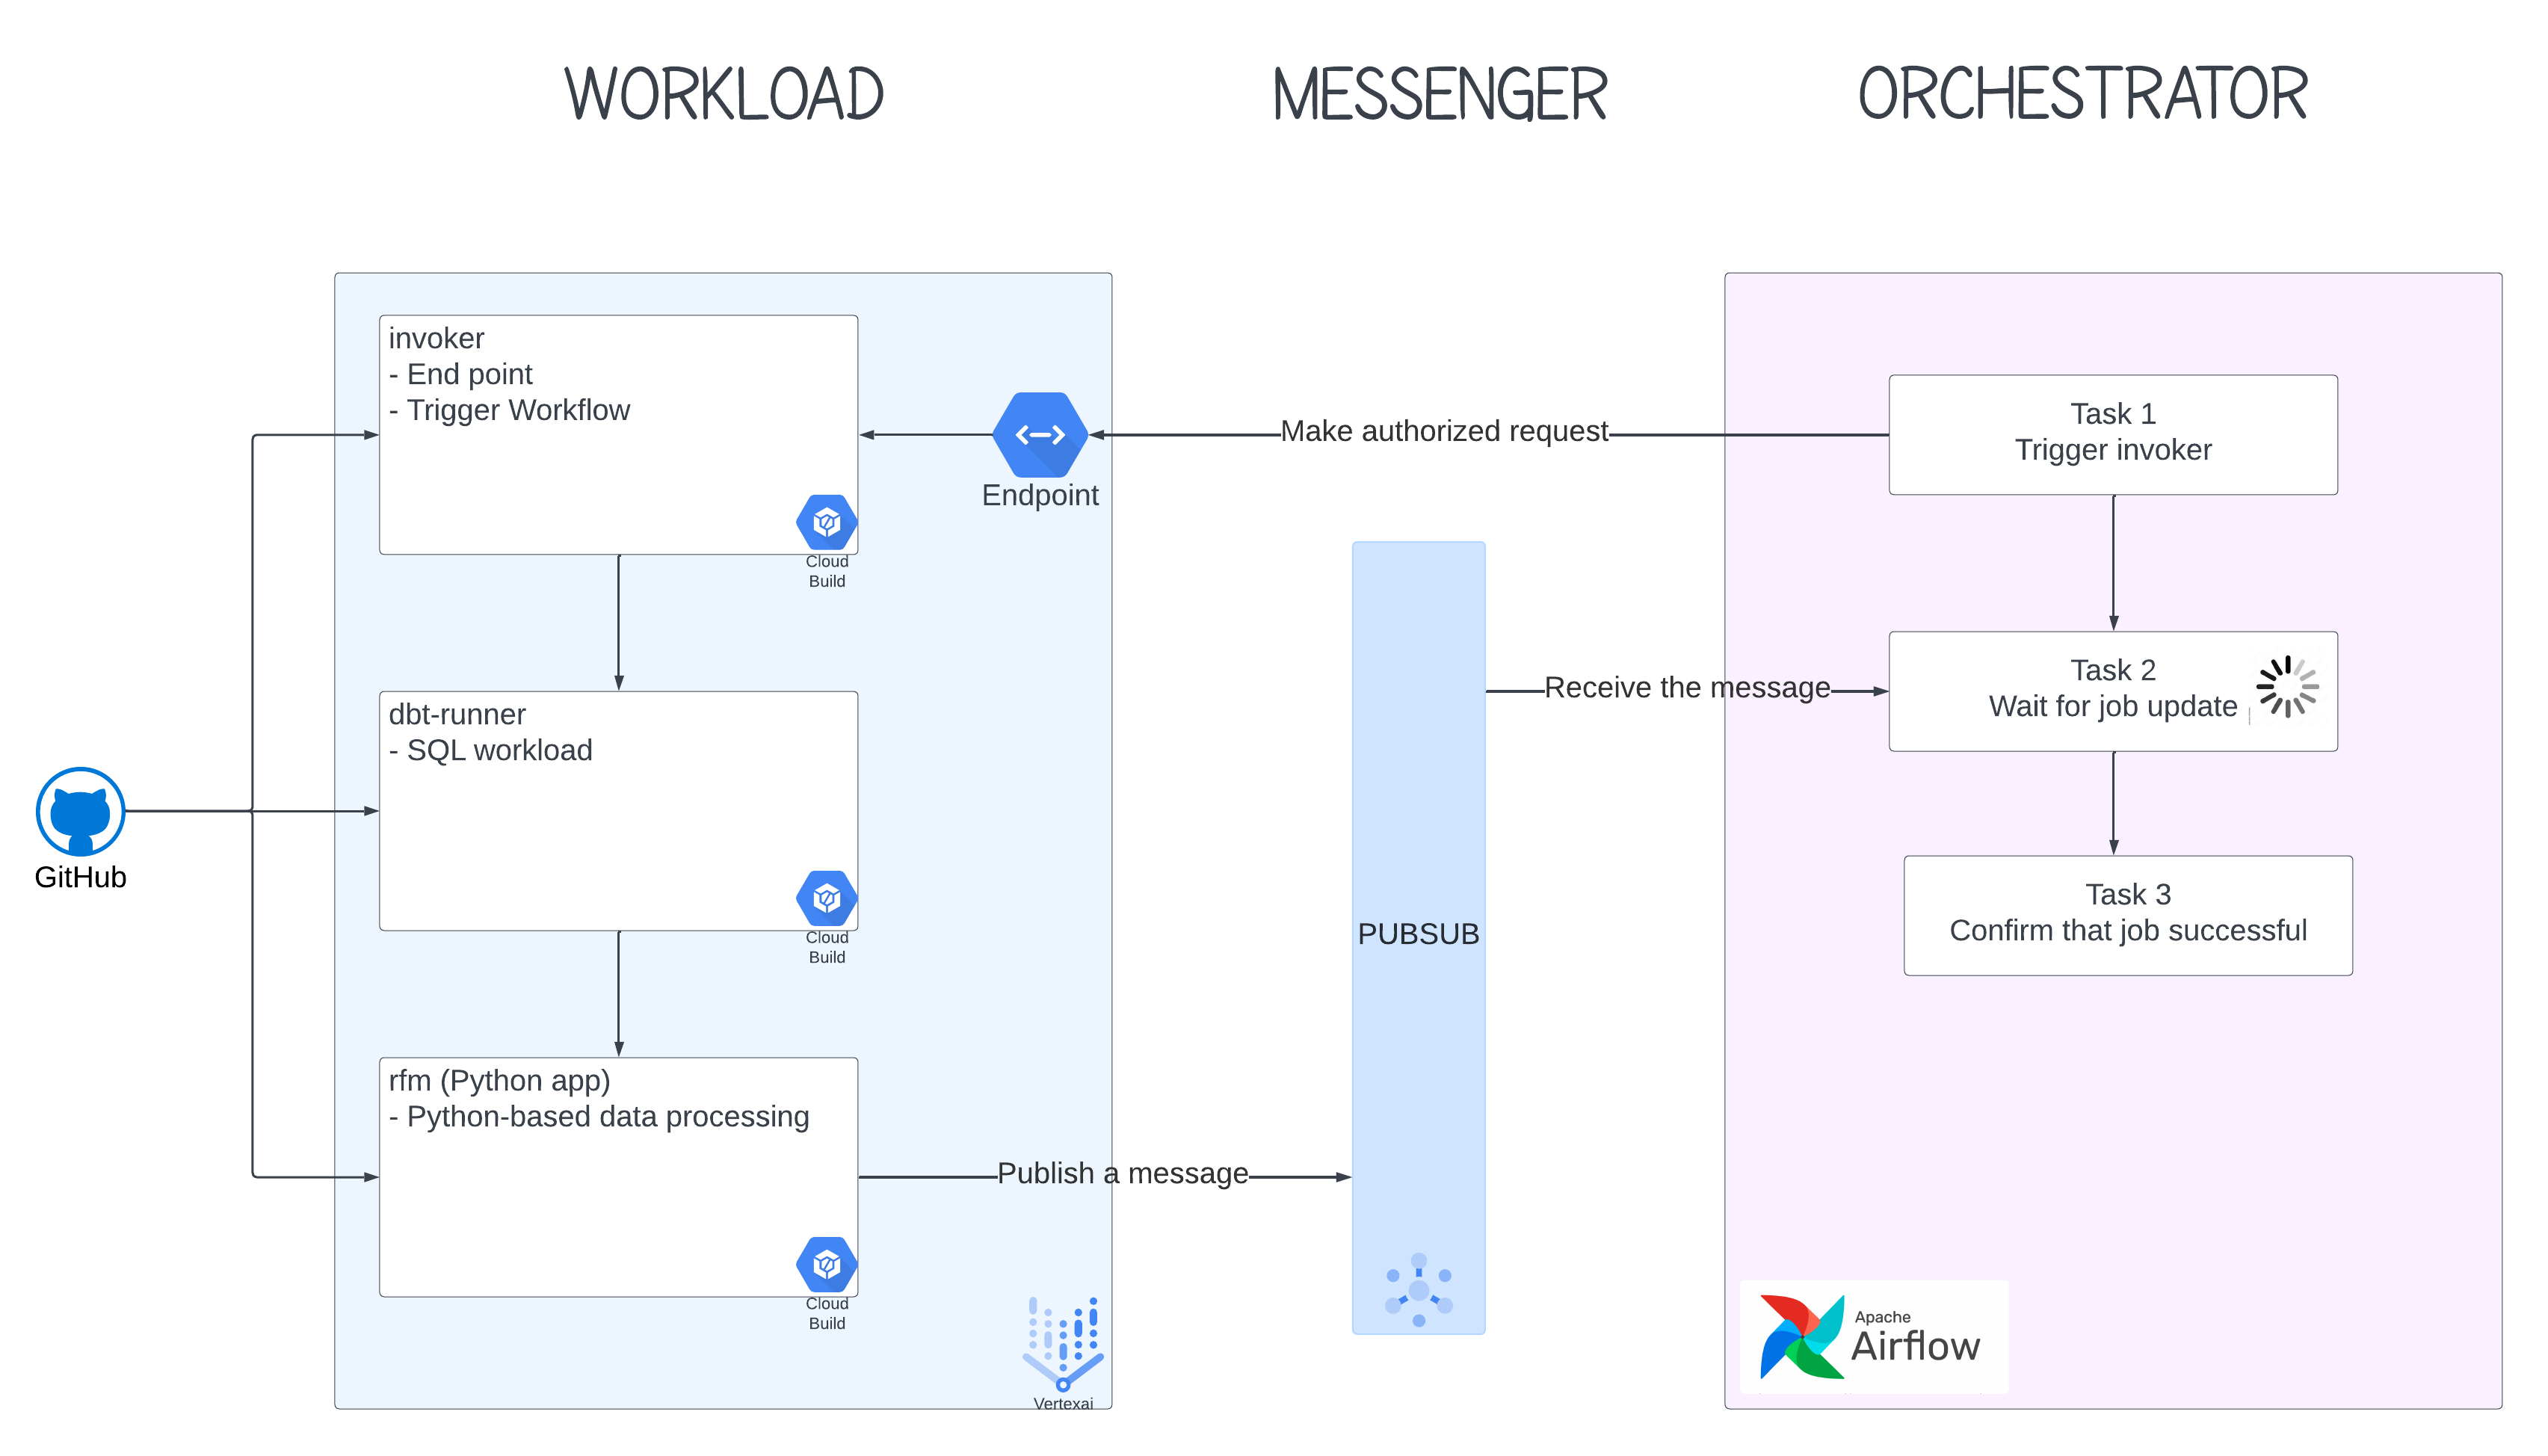 WORKLOAD
MESSENGER
ORCHESTRATOR
invoker
- End point
- Trigger Workflow
Cloud
Build
Endpoint
Make authorized request
Task 1
Trigger invoker
dbt-runner
- SQL workload
Cloud
Build
Receive the message
Task 2
Wait for job update
GitHub
PUBSUB
Task 3
Confirm that job successful
rfm (Python app)
- Python-based data processing
Publish a message
Cloud
Build
Vertexai
Apache
Airflow